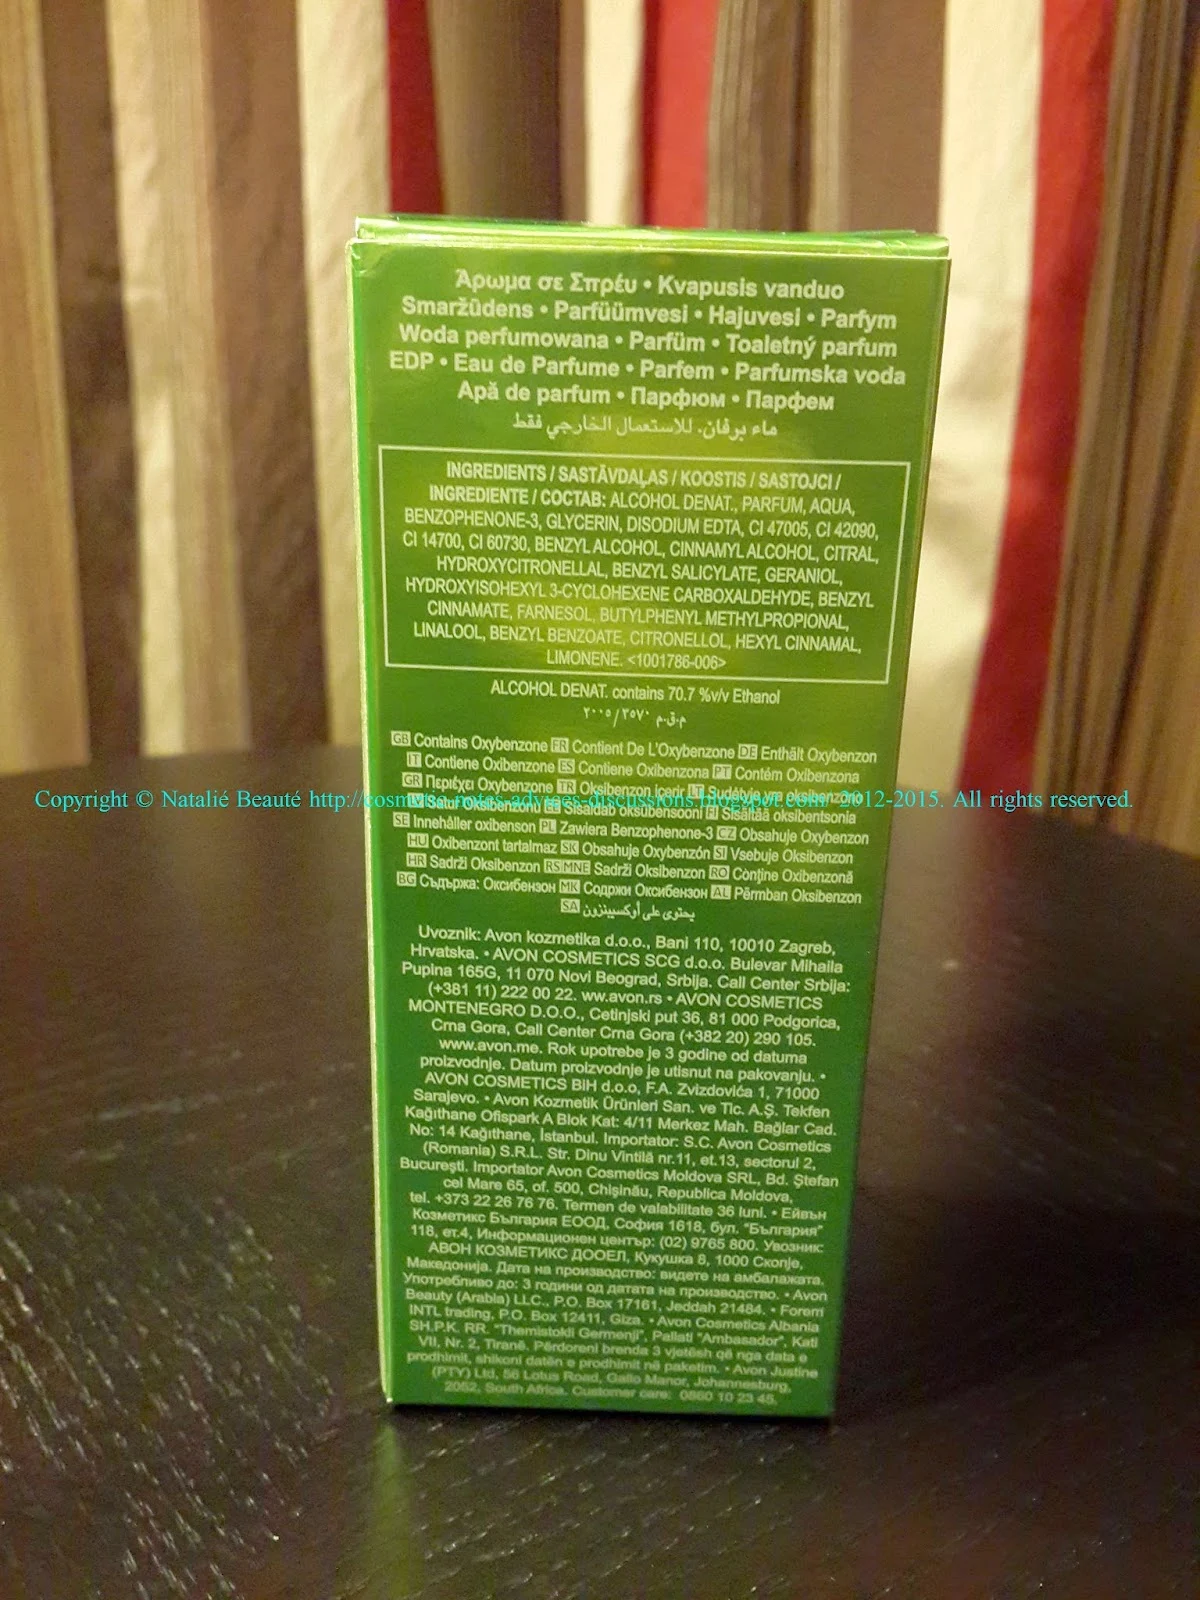 Άρωμα σε Σπρέυ • Kvapusis vanduo
Smaržūdens • Parfüümvesi • Hajuvesi • Parfym
Woda perfumowana • Parfüm • Toaletný parfum
EDP • Eau de Parfume • Parfem • Parfumska voda
Apă de parfum • Парфюм • Парфем
ماء برفان. للاستعمال الخارجي فقط
INGREDIENTS / SASTĀVDAĻAS / KOOSTIS / SASTOJCI /
INGREDIENTE / СОСТАВ: ALCOHOL DENAT., PARFUM, AQUA,
BENZOPHENONE-3, GLYCERIN, DISODIUM EDTA, CI 47005, CI 42090,
CI 14700, CI 60730, BENZYL ALCOHOL, CINNAMYL ALCOHOL, CITRAL,
HYDROXYCITRONELLAL, BENZYL SALICYLATE, GERANIOL,
HYDROXYISOHEXYL 3-CYCLOHEXENE CARBOXALDEHYDE, BENZYL
CINNAMATE, FARNESOL, BUTYLPHENYL METHYLPROPIONAL,
LINALOOL, BENZYL BENZOATE, CITRONELLOL, HEXYL CINNAMAL,
LIMONENE. <1001786-006>
ALCOHOL DENAT. contains 70.7 %v/v Ethanol
م.ق.م ٣٥٧٠/٢٠٠٥
GB Contains Oxybenzone FR Contient De L'Oxybenzone DE Enthält Oxybenzon
IT Contiene Oxibenzone ES Contiene Oxibenzona PT Contém Oxibenzona
GR Περιέχει Oxybenzone TR Oksibenzon içerir LT Sudėtyje yra oksibenzono
Copyright © Natalié Beauté http://cosmetic-notes-advises-discussions.blogspot.com/ 2012-2015. All rights reserved.
Sisaldab oksübensooni FI Sisältää oksibentsonia
SE Innehåller oxibenson PL Zawiera Benzophenone-3 CZ Obsahuje Oxybenzon
HU Oxibenzont tartalmaz SK Obsahuje Oxybenzón SI Vsebuje Oksibenzon
HR Sadrži Oksibenzon RS MNE Sadrži Oksibenzon RO Conţine Oxibenzonă
BG Съдържа: Оксибензон MK Содржи Оксибензон AL Përmban Oksibenzon
SA يحتوى على أوكسيبنزون
Uvoznik: Avon kozmetika d.o.o., Bani 110, 10010 Zagreb,
Hrvatska. • AVON COSMETICS SCG d.o.o. Bulevar Mihaila
Pupina 165G, 11 070 Novi Beograd, Srbija. Call Center Srbija:
(+381 11) 222 00 22. ww.avon.rs • AVON COSMETICS
MONTENEGRO D.O.O., Cetinjski put 36, 81 000 Podgorica,
Crna Gora, Call Center Crna Gora (+382 20) 290 105.
www.avon.me. Rok upotrebe je 3 godine od datuma
proizvodnje. Datum proizvodnje je utisnut na pakovanju. •
AVON COSMETICS BIH d.o.o, F.A. Zvizdovića 1, 71000
Sarajevo. • Avon Kozmetik Ürünleri San. ve Tic. A.Ş. Tekfen
Kağıthane Ofispark A Blok Kat: 4/11 Merkez Mah. Bağlar Cad.
No: 14 Kağıthane, İstanbul. Importator: S.C. Avon Cosmetics
(Romania) S.R.L. Str. Dinu Vintilă nr.11, et.13, sectorul 2,
Bucureşti. Importator Avon Cosmetics Moldova SRL, Bd. Ştefan
cel Mare 65, of. 500, Chişinău, Republica Moldova,
tel. +373 22 26 76 76. Termen de valabilitate 36 luni. • Ейвън
Козметикс България ЕООД, София 1618, бул. "България"
118, ет.4, Информационен център: (02) 9765 800. Увозник:
АВОН КОЗМЕТИКС ДООЕЛ, Кукушка 8, 1000 Скопје,
Македонија. Дата на производство: видете на амбалажата.
Употребливо до: 3 години од датата на производство. • Avon
Beauty (Arabia) LLC., P.O. Box 17161, Jeddah 21484. • Forem
INTL trading, P.O. Box 12411, Giza. • Avon Cosmetics Albania
SH.P.K. RR. "Themistokli Germenji", Pallati "Ambasador", Kati
VII, Nr. 2, Tiranë. Përdoreni brenda 3 vjetësh që nga data e
prodhimit, shikoni datën e prodhimit në paketim. • Avon Justine
(PTY) Ltd, 56 Lotus Road, Gallo Manor, Johannesburg,
2052, South Africa. Customer care: 0860 10 23 45.